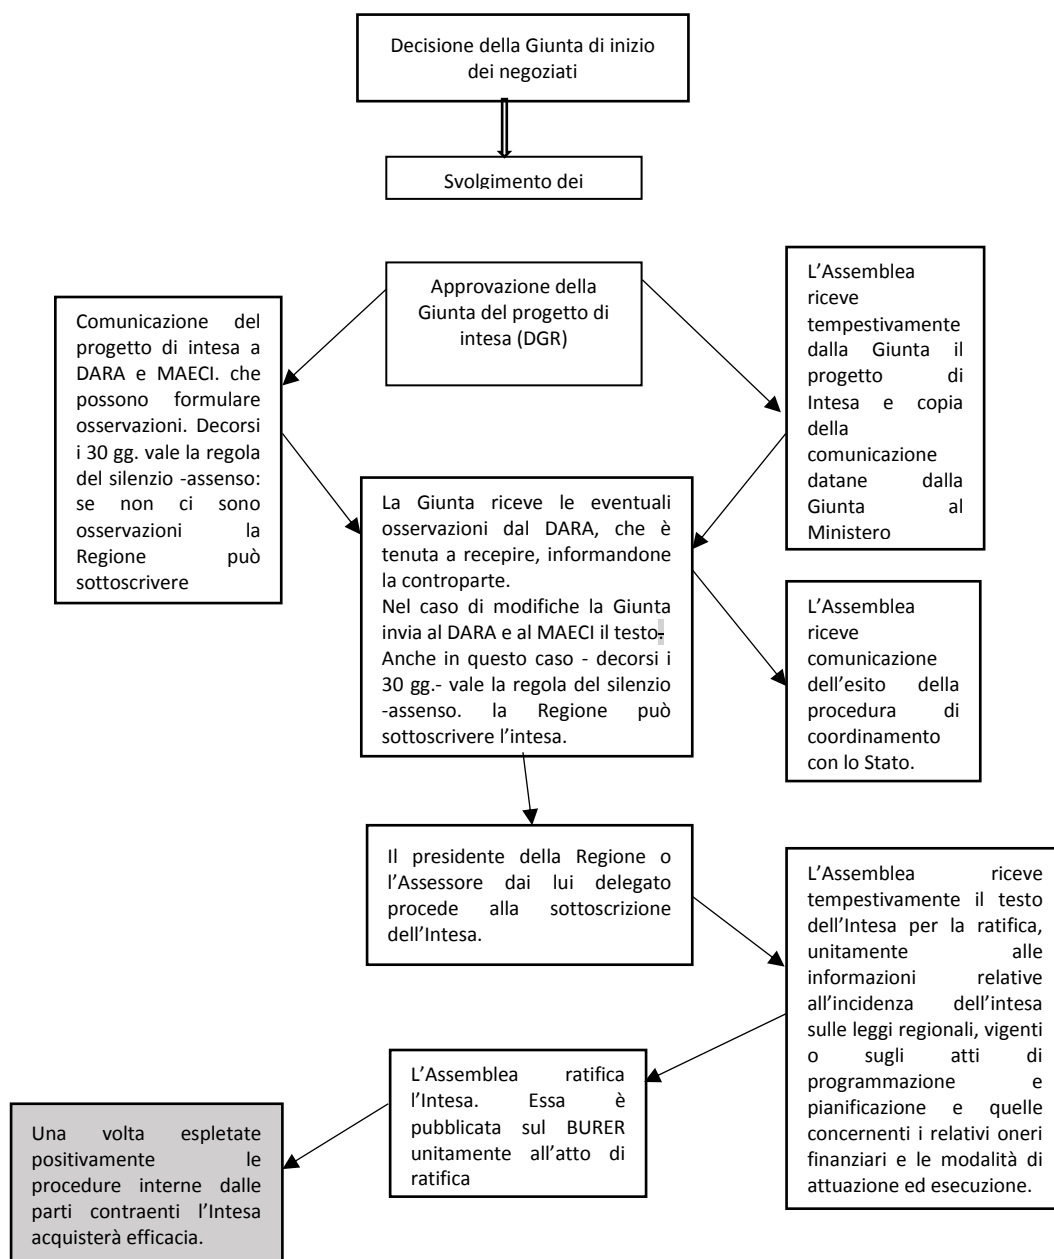 Decisione della Giunta di inizio
dei negoziati
Svolgimento dei
Approvazione della
Giunta del progetto di
intesa (DGR)
Comunicazione del
progetto di intesa a
DARA e MAECI. che
possono formulare
osservazioni. Decorsi
i 30 gg. vale la regola
del silenzio -assenso:
se non ci sono
osservazioni la
Regione può
sottoscrivere
L’Assemblea
riceve
tempestivamente
dalla Giunta il
progetto di
Intesa e copia
della
comunicazione
datane dalla
Giunta al
Ministero
La Giunta riceve le eventuali
osservazioni dal DARA, che è
tenuta a recepire, informandone
la controparte.
Nel caso di modifiche la Giunta
invia al DARA e al MAECI il testo.
Anche in questo caso - decorsi i
30 gg.- vale la regola del silenzio
-assenso. la Regione può
sottoscrivere l’intesa.
L’Assemblea
riceve
comunicazione
dell’esito della
procedura di
coordinamento
con lo Stato.
Il presidente della Regione o
l’Assessore dai lui delegato
procede alla sottoscrizione
dell’Intesa.
L’Assemblea riceve
tempestivamente il testo
dell’Intesa per la ratifica,
unitamente alle
informazioni relative
all’incidenza dell’intesa
sulle leggi regionali, vigenti
o sugli atti di
programmazione e
pianificazione e quelle
concernenti i relativi oneri
finanziari e le modalità di
attuazione ed esecuzione.
L’Assemblea ratifica
l’Intesa. Essa è
pubblicata sul BURER
unitamente all’atto di
ratifica
Una volta espletate
positivamente le
procedure interne dalle
parti contraenti l’Intesa
acquisterà efficacia.